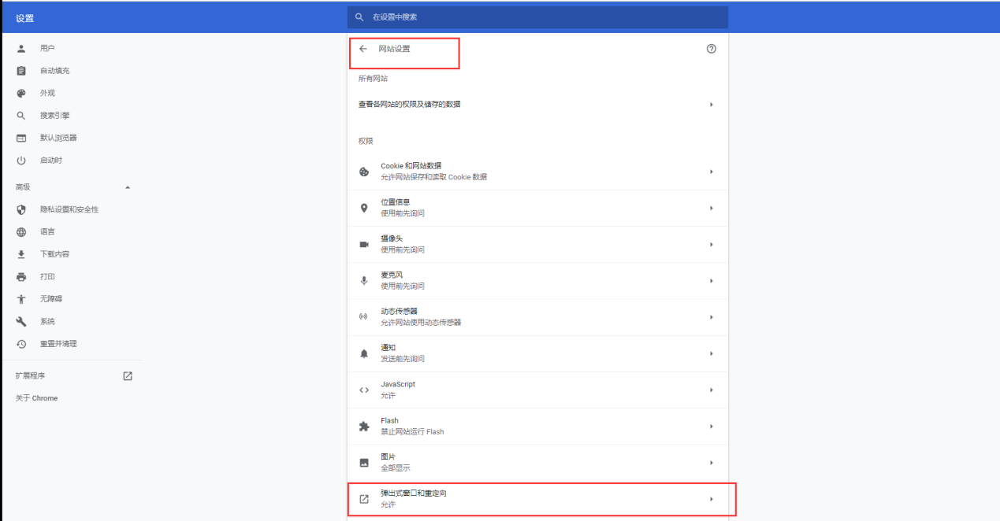 设置
在设置中搜索
用户
自动填充
外观
搜索引擎
默认浏览器
启动时
高级
隐私设置和安全性
语言
下载内容
打印
无障碍
系统
重置并清理
扩展程序
关于 Chrome
网站设置
所有网站
查看各网站的权限及储存的数据
权限
Cookie 和网站数据
允许网站保存和读取 Cookie 数据
位置信息
使用前先询问
摄像头
使用前先询问
麦克风
使用前先询问
动态传感器
允许网站使用动态传感器
通知
发送前先询问
JavaScript
允许
Flash
禁止网站运行 Flash
图片
全部显示
弹出式窗口和重定向
允许